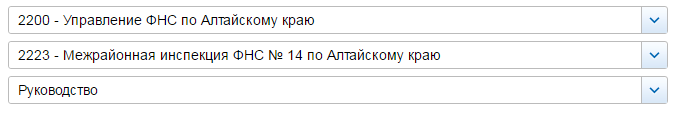 2200 - Управление ФНС по Алтайскому краю
2223 - Межрайонная инспекция ФНС № 14 по Алтайскому краю
Руководство